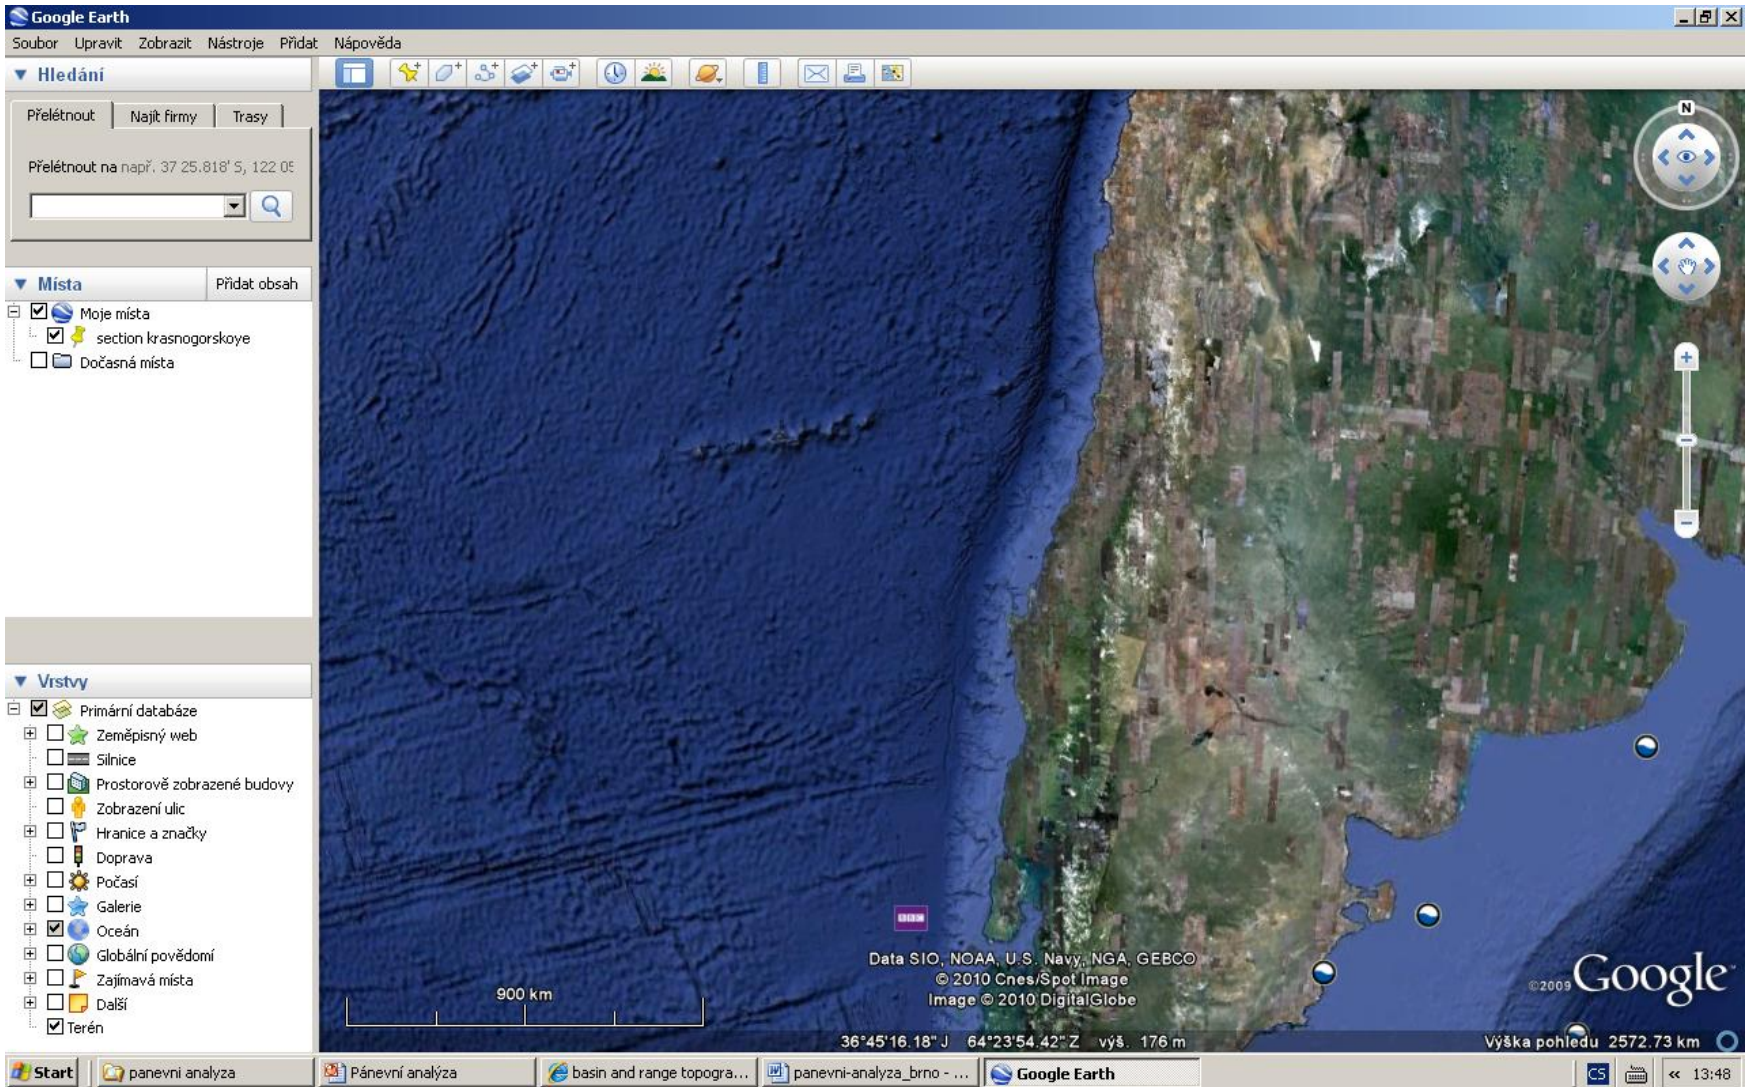 Google Earth
Soubor Upravit Zobrazit Nástroje Přidat Nápověda
Hledání
Přelétnout Najít firmy Trasy
Přelétnout na např. 37 25.818' S, 122 05
Místa Přidat obsah
Moje místa
section krasnogorskoye
Dočasná místa
Vrstvy
Primární databáze
Zeměpisný web
Silnice
Prostorově zobrazené budovy
Zobrazení ulic
Hranice a značky
Doprava
Počasí
Galerie
Oceán
Globální povědomí
Zajímavá místa
Další
Terén
N
BBC
Data SIO, NOAA, U.S. Navy, NGA, GEBCO
© 2010 Cnes/Spot Image
Image © 2010 DigitalGlobe
900 km
©2009 Google
36°45'16.18" J 64°23'54.42" Z výš. 176 m
Výška pohledu 2572.73 km
Start panevni analyza Pánevní analýza basin and range topogra... panevni-analyza_brno - ... Google Earth CS « 13:48